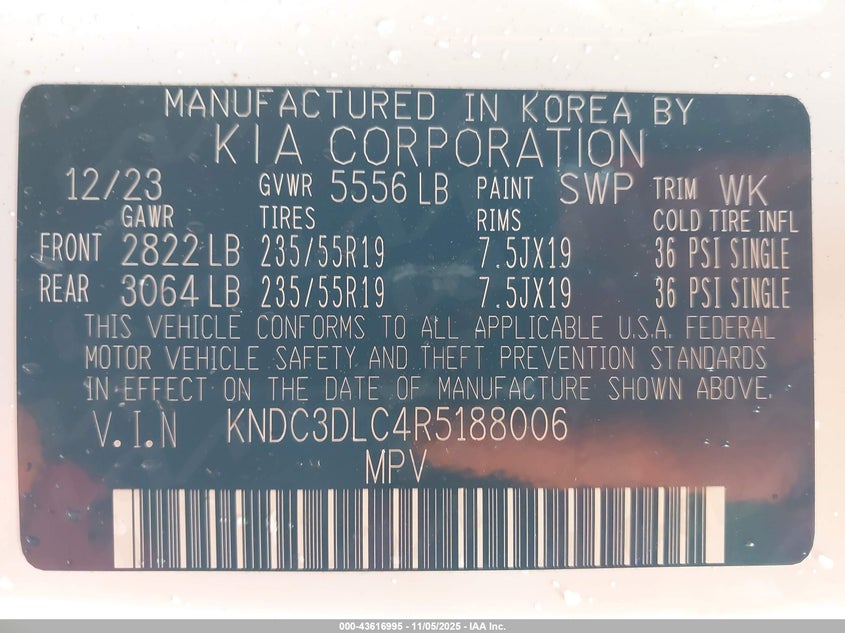 MANUFACTURED IN KOREA BY
KIA CORPORATION
12/23 GVWR 5556 LB PAINT SWP TRIM WK
GAWR TIRES RIMS COLD TIRE INFL
FRONT 2822 LB 235/55R19 7.5JX19 36 PSI SINGLE
REAR 3064 LB 235/55R19 7.5JX19 36 PSI SINGLE
THIS VEHICLE CONFORMS TO ALL APPLICABLE U.S.A. FEDERAL
MOTOR VEHICLE SAFETY AND THEFT PREVENTION STANDARDS
IN EFFECT ON THE DATE OF MANUFACTURE SHOWN ABOVE.
V.I.N KNDC3DLC4R5188006
MPV
000-43616995 - 11/05/2025 - IAA Inc.